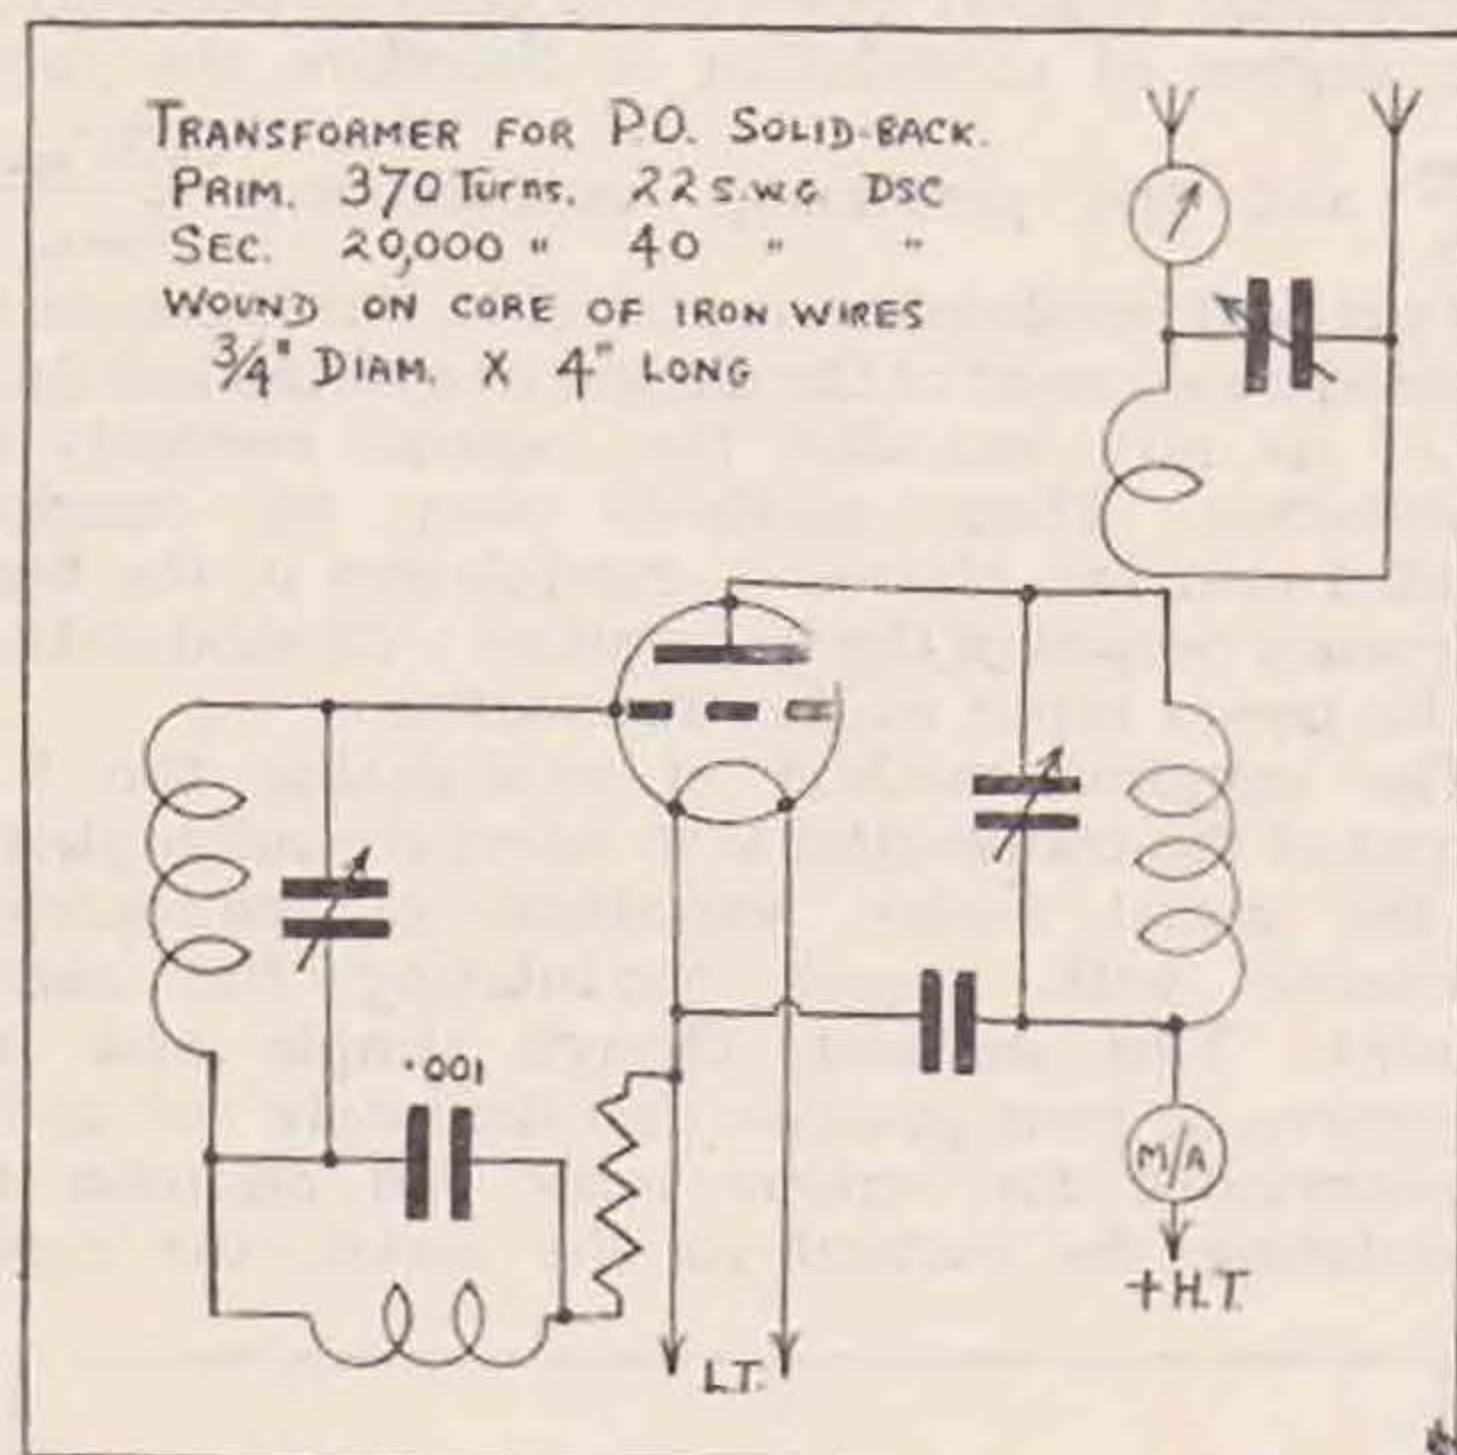 TRANSFORMER FOR P.O. SOLID-BACK.
PRIM. 370 Turns. 22 S.W.G DSC
SEC. 20,000 " 40 " "
WOUND ON CORE OF IRON WIRES
3/4" DIAM. X 4" LONG
.001
M/A
+H.T.
L.T.